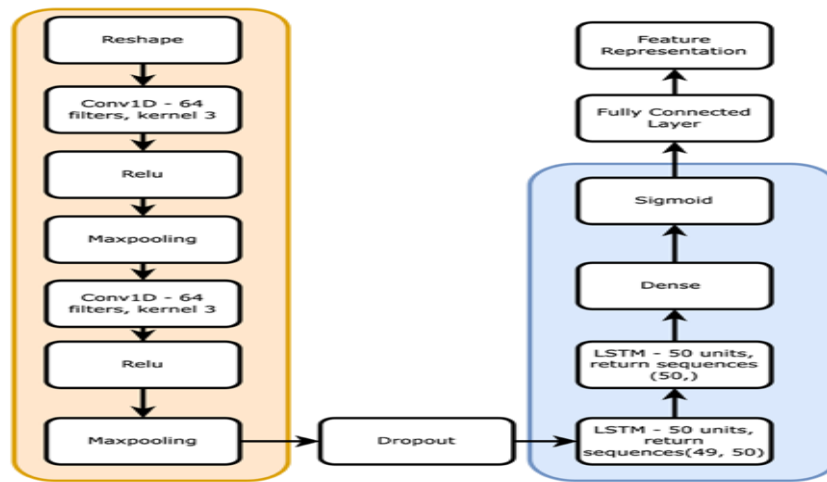 Reshape
Conv1D - 64
filters, kernel 3
Relu
Maxpooling
Conv1D - 64
filters, kernel 3
Relu
Maxpooling
Dropout
LSTM - 50 units,
return
sequences(49, 50)
LSTM - 50 units,
return sequences
(50,)
Dense
Sigmoid
Fully Connected
Layer
Feature
Representation